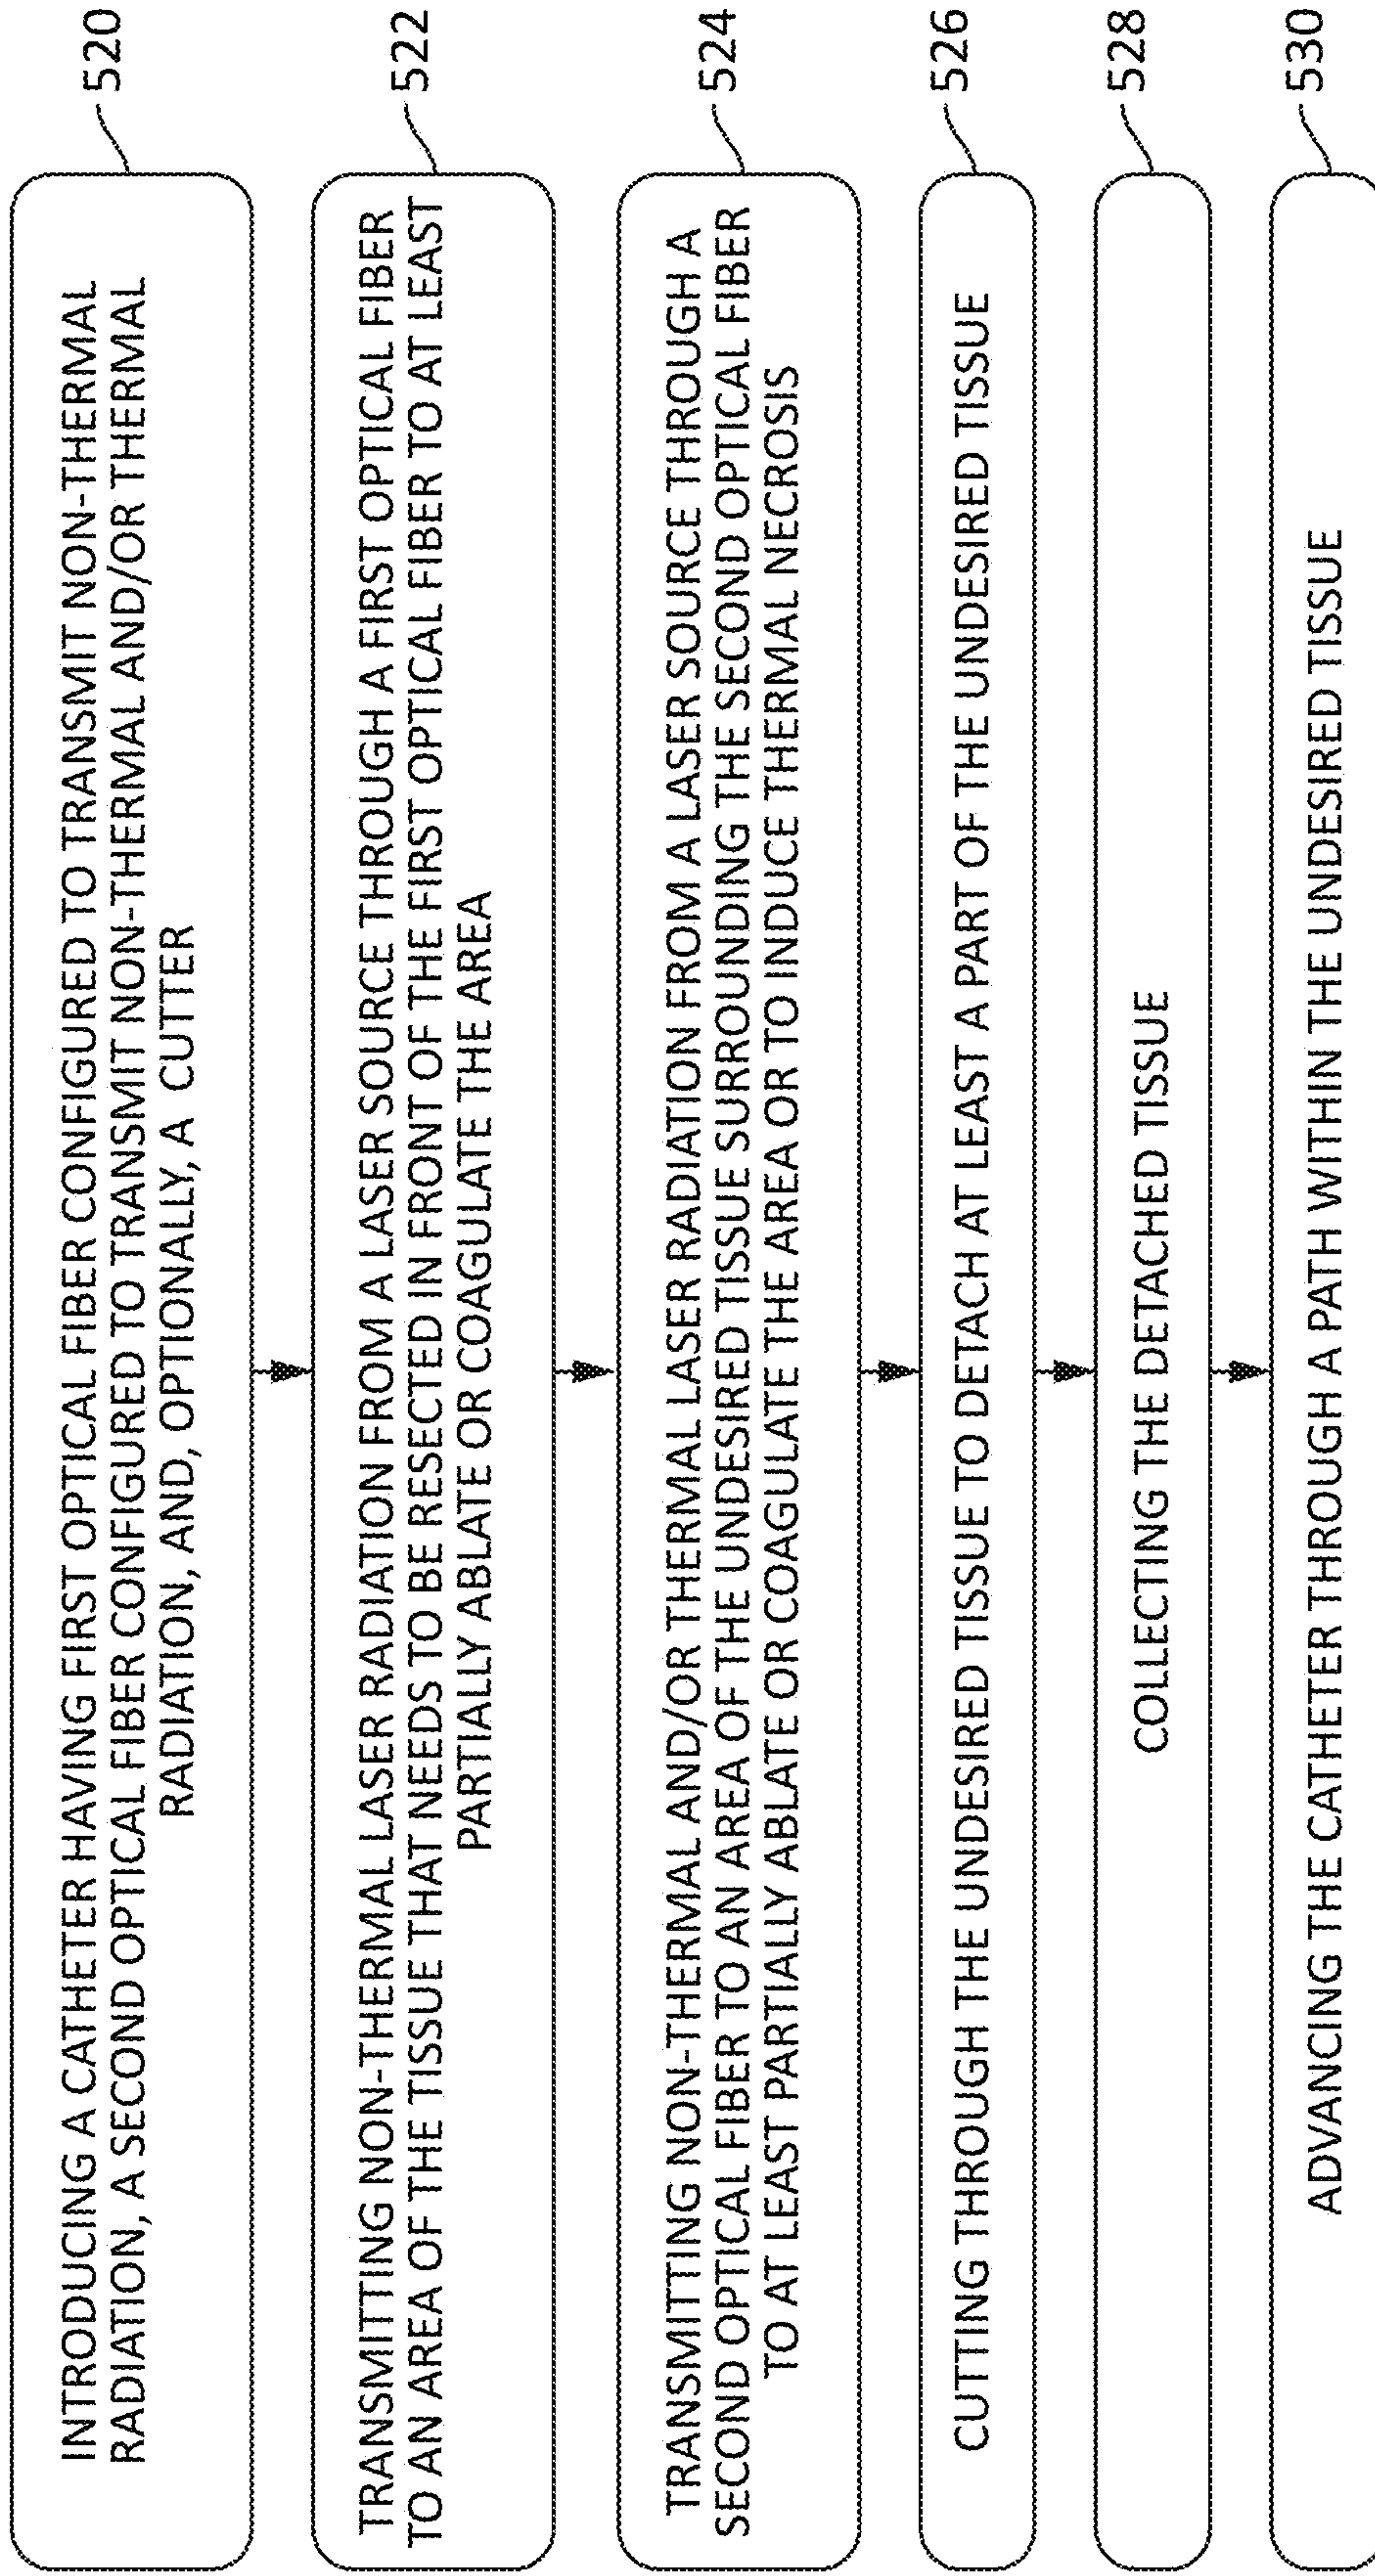 INTRODUCING A CATHETER HAVING FIRST OPTICAL FIBER CONFIGURED TO TRANSMIT NON-THERMAL
RADIATION, A SECOND OPTICAL FIBER CONFIGURED TO TRANSMIT NON-THERMAL AND/OR THERMAL
RADIATION, AND, OPTIONALLY, A CUTTER
520
TRANSMITTING NON-THERMAL LASER RADIATION FROM A LASER SOURCE THROUGH A FIRST OPTICAL FIBER
TO AN AREA OF THE TISSUE THAT NEEDS TO BE RESECTED IN FRONT OF THE FIRST OPTICAL FIBER TO AT LEAST
PARTIALLY ABLATE OR COAGULATE THE AREA
522
TRANSMITTING NON-THERMAL AND/OR THERMAL LASER RADIATION FROM A LASER SOURCE THROUGH A
SECOND OPTICAL FIBER TO AN AREA OF THE UNDESIRED TISSUE SURROUNDING THE SECOND OPTICAL FIBER
TO AT LEAST PARTIALLY ABLATE OR COAGULATE THE AREA OR TO INDUCE THERMAL NECROSIS
524
CUTTING THROUGH THE UNDESIRED TISSUE TO DETACH AT LEAST A PART OF THE UNDESIRED TISSUE
526
COLLECTING THE DETACHED TISSUE
528
ADVANCING THE CATHETER THROUGH A PATH WITHIN THE UNDESIRED TISSUE
530